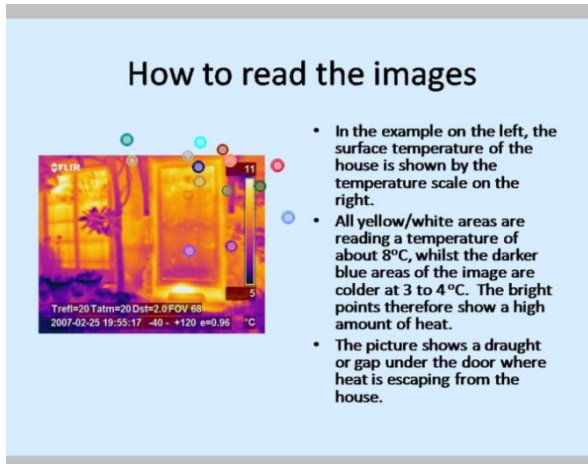 How to read the images
FLIR
11
5
Trefl=20 Tatm=20 Dst=2.0 FOV 68
2007-02-25 19:55:17 -40 - +120 e=0.96 °C
• In the example on the left, the
surface temperature of the
house is shown by the
temperature scale on the
right.
• All yellow/white areas are
reading a temperature of
about 8°C, whilst the darker
blue areas of the image are
colder at 3 to 4 °C. The bright
points therefore show a high
amount of heat.
• The picture shows a draught
or gap under the door where
heat is escaping from the
house.